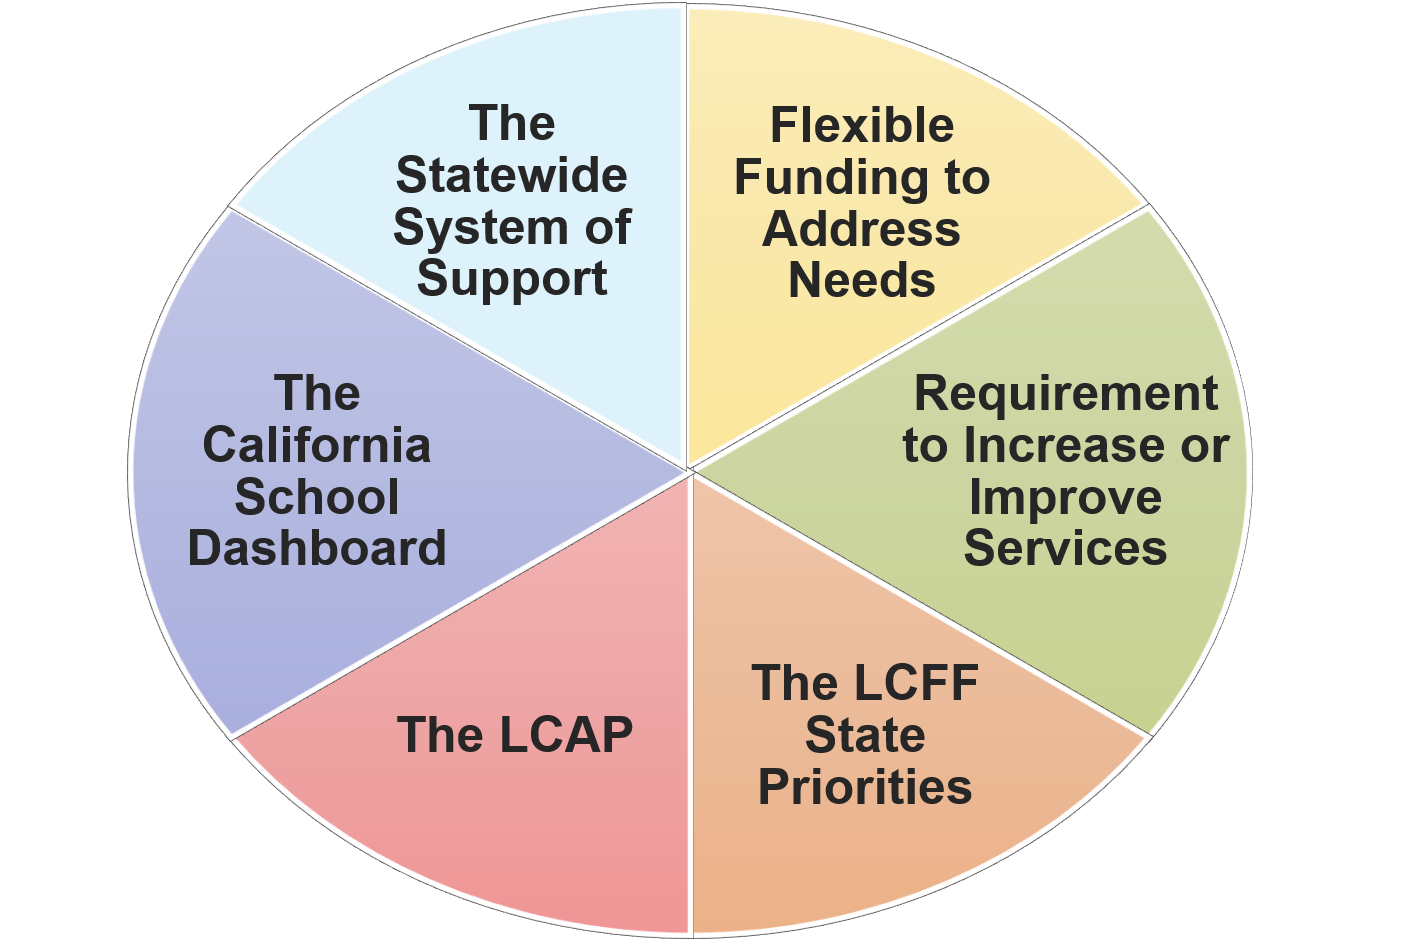 The
Statewide
System of
Support
Flexible
Funding to
Address
Needs
The
California
School
Dashboard
Requirement
to Increase or
Improve
Services
The LCAP
The LCFF
State
Priorities